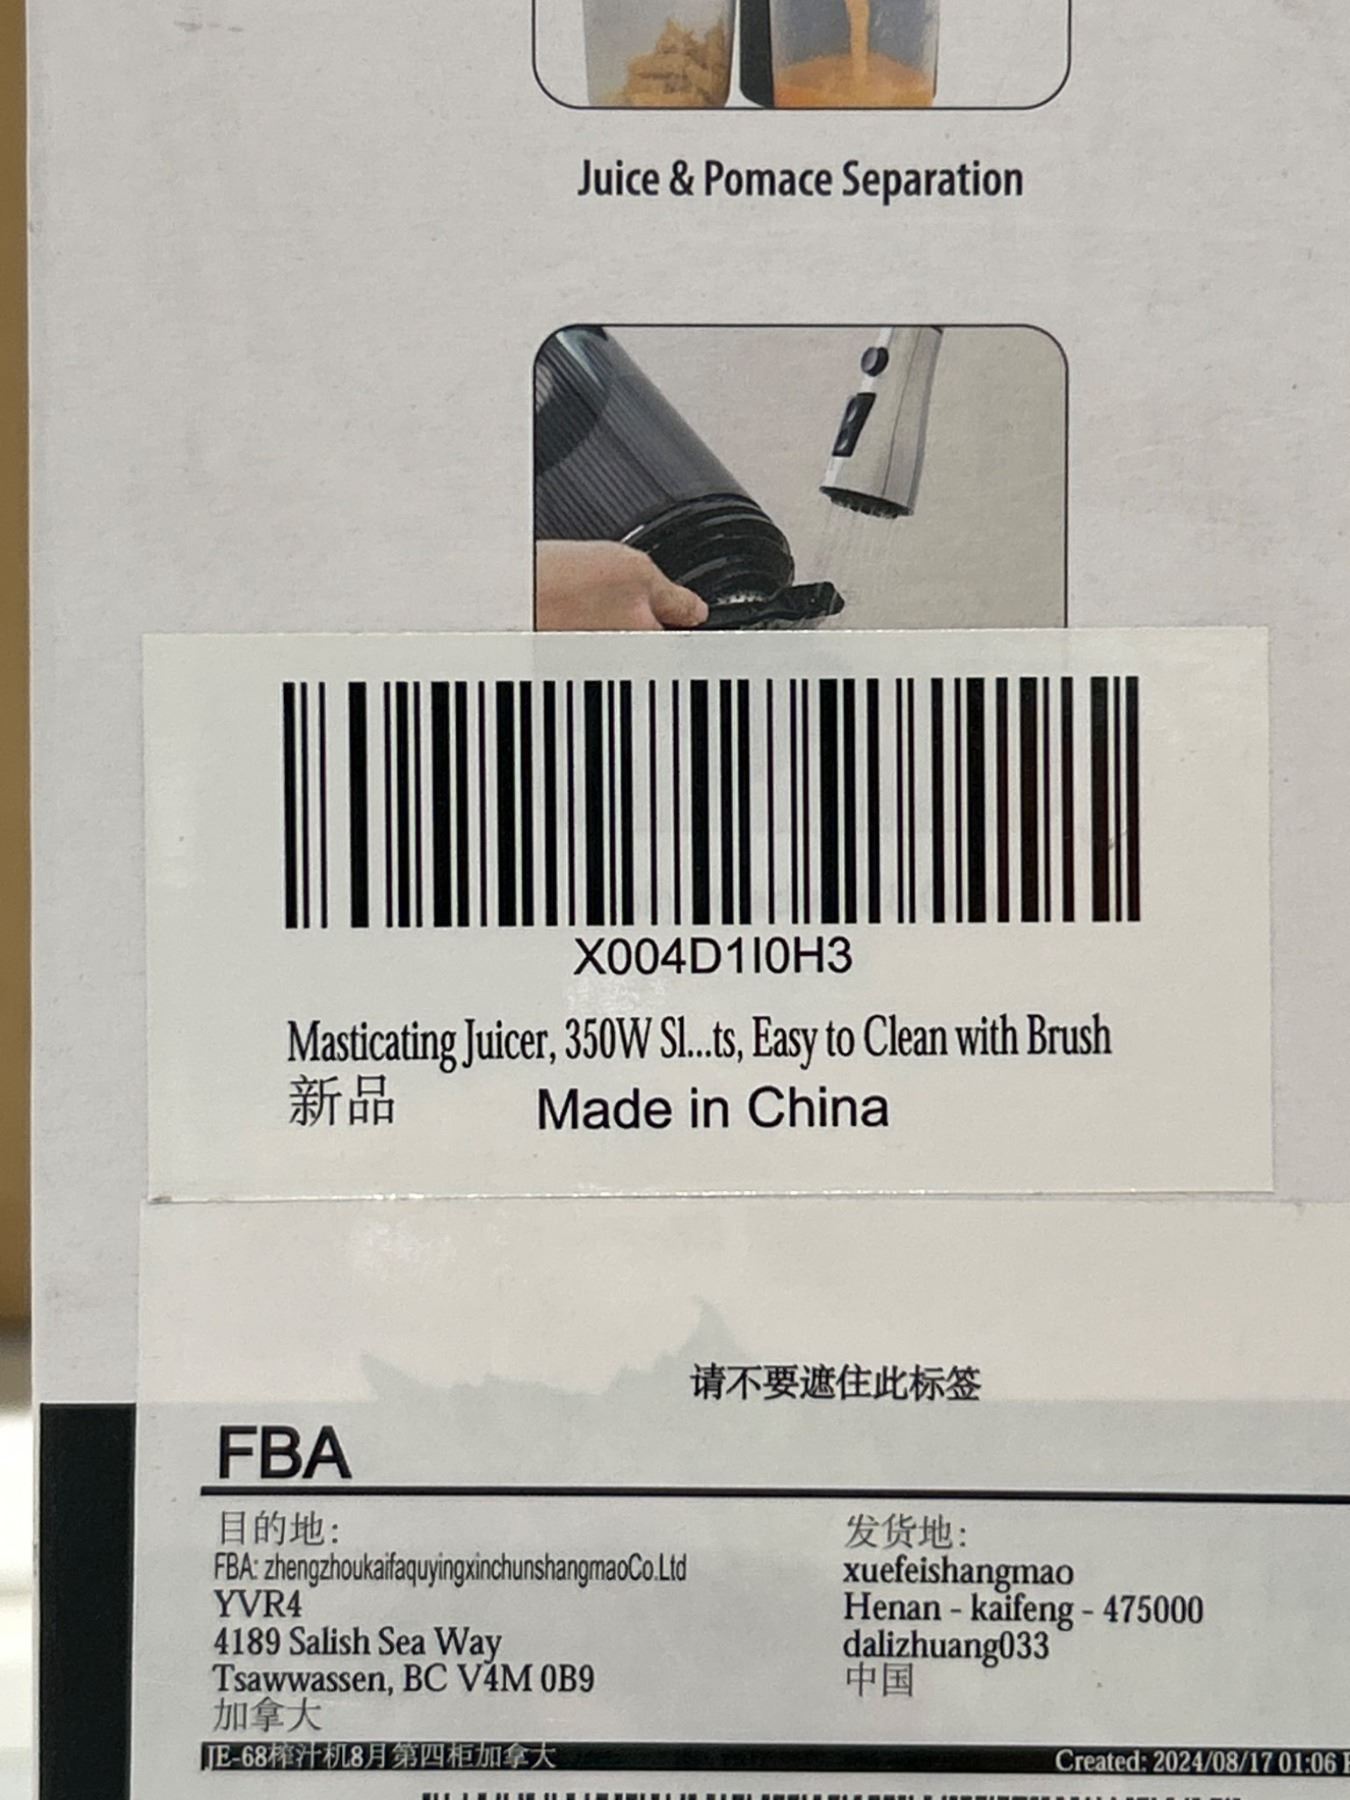 Juice & Pomace Separation
X004D1I0H3
Masticating Juicer, 350W Sl...ts, Easy to Clean with Brush
新品 Made in China
请不要遮住此标签
FBA
目的地:
FBA: zhengzhoukaifaquyingxinchunshangmaoCo.Ltd
YVR4
4189 Salish Sea Way
Tsawwassen, BC V4M 0B9
加拿大
发货地:
xuefeishangmao
Henan - kaifeng - 475000
dalizhuang033
中国
JE-68榨汁机8月第四柜加拿大
Created: 2024/08/17 01:06